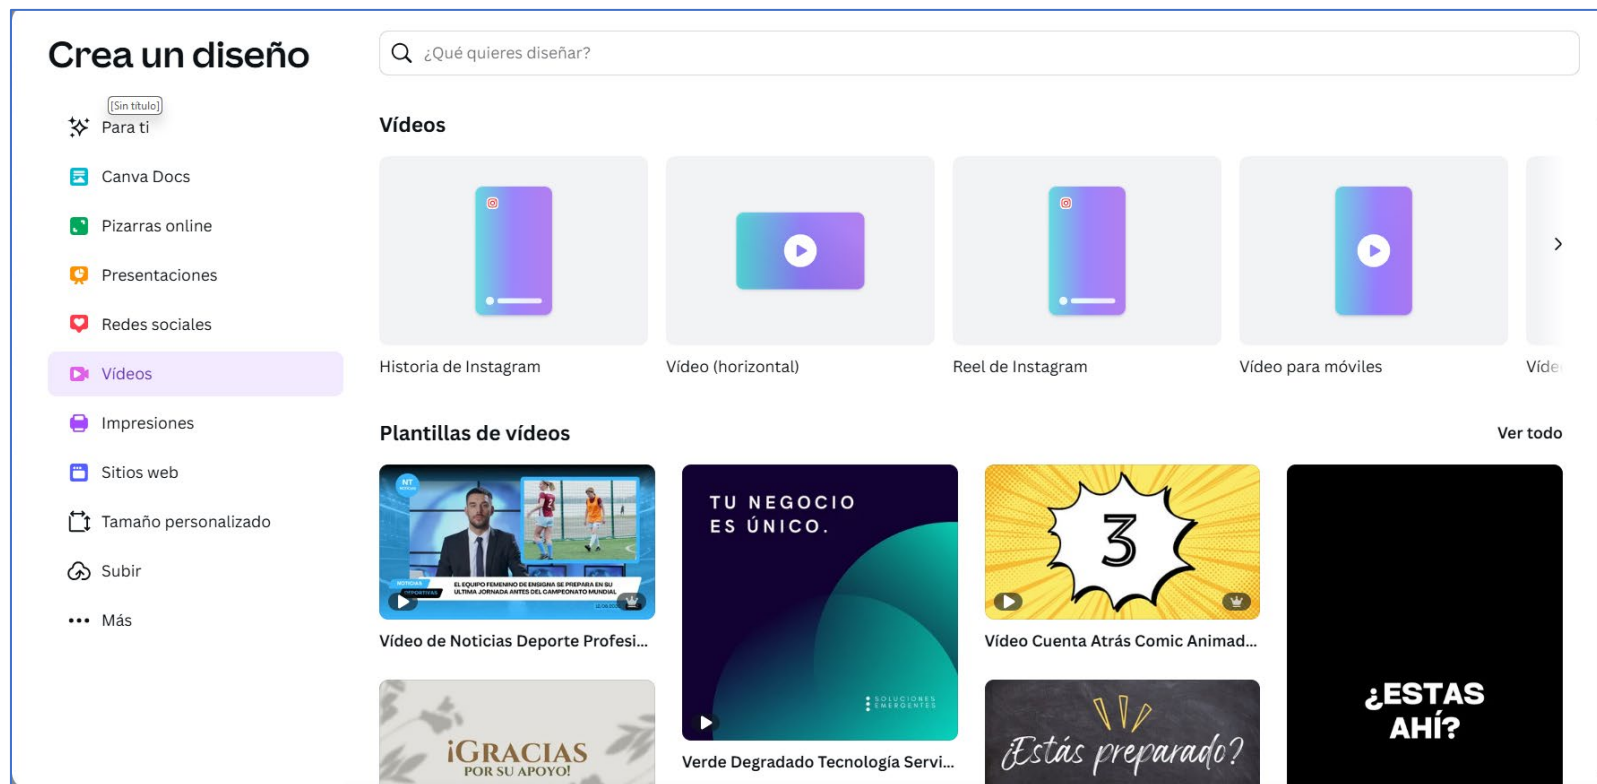 Crea un diseño
¿Qué quieres diseñar?
[Sin título]
Para ti
Canva Docs
Pizarras online
Presentaciones
Redes sociales
Vídeos
Impresiones
Sitios web
Tamaño personalizado
Subir
Más
Vídeos
Historia de Instagram
Vídeo (horizontal)
Reel de Instagram
Vídeo para móviles
Víde
Plantillas de vídeos
Ver todo
NT
NOTICIAS
DEPORTIVAS
EL EQUIPO FEMENINO DE ENSIGNA SE PREPARA EN SU
ULTIMA JORNADA ANTES DEL CAMPEONATO MUNDIAL
Vídeo de Noticias Deporte Profesi...
¡GRACIAS
POR SU APOYO!
TU NEGOCIO
ES ÚNICO.
SOLUCIONES
EMERGENTES
Verde Degradado Tecnología Servi...
3
Vídeo Cuenta Atrás Comic Animad...
¿Estás preparado?
¿ESTAS
AHÍ?